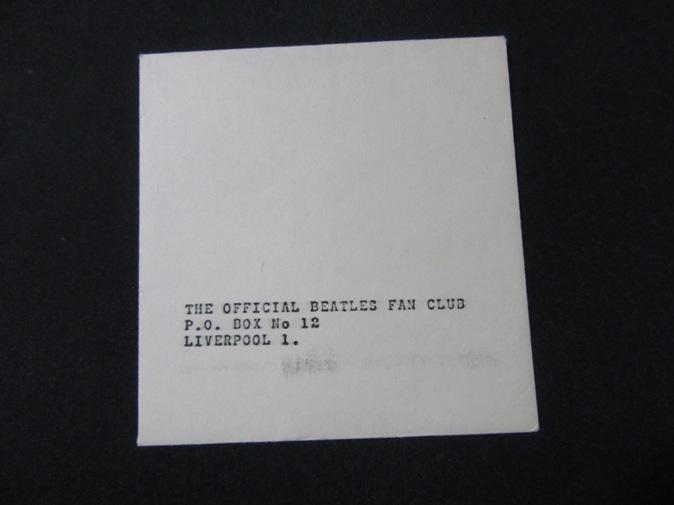 THE OFFICIAL BEATLES FAN CLUB
P.O. BOX No 12
LIVERPOOL 1.